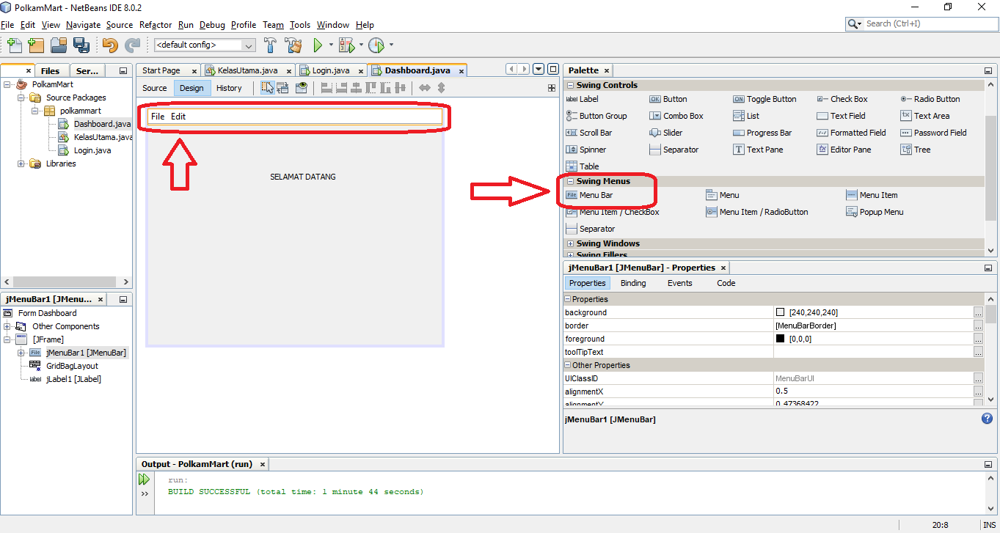 PolkamMart - NetBeans IDE 8.0.2
File Edit View Navigate Source Refactor Run Debug Profile Team Tools Window Help
Search (Ctrl+I)
<default config>
Files Ser...
PolkamMart
Source Packages
polkammart
Dashboard.java
KelasUtama.java
Login.java
Libraries
Start Page KelasUtama.java Login.java Dashboard.java
Source Design History
File Edit
SELAMAT DATANG
Palette
Swing Controls
label Label OK Button ON Toggle Button Check Box Radio Button
Button Group Combo Box List Text Field Text Area
Scroll Bar Slider Progress Bar Formatted Field Password Field
Spinner Separator Text Pane Editor Pane Tree
Table
Swing Menus
File Menu Bar Menu Menu Item
Menu Item / CheckBox Menu Item / RadioButton Popup Menu
Separator
Swing Windows
Swing Fillers
jMenuBar1 [JMenu...
Form Dashboard
Other Components
[JFrame]
File jMenuBar1 [JMenuBar]
GridBagLayout
label jLabel1 [JLabel]
jMenuBar1 [JMenuBar] - Properties
Properties Binding Events Code
Properties
background [240,240,240] ...
border [MenuBarBorder] ...
foreground [0,0,0] ...
toolTipText ...
Other Properties
UIClassID MenuBarUI ...
alignmentX 0.5 ...
alignmentY 0.47368422
jMenuBar1 [JMenuBar]
Output - PolkamMart (run)
run:
BUILD SUCCESSFUL (total time: 1 minute 44 seconds)
20:8 INS